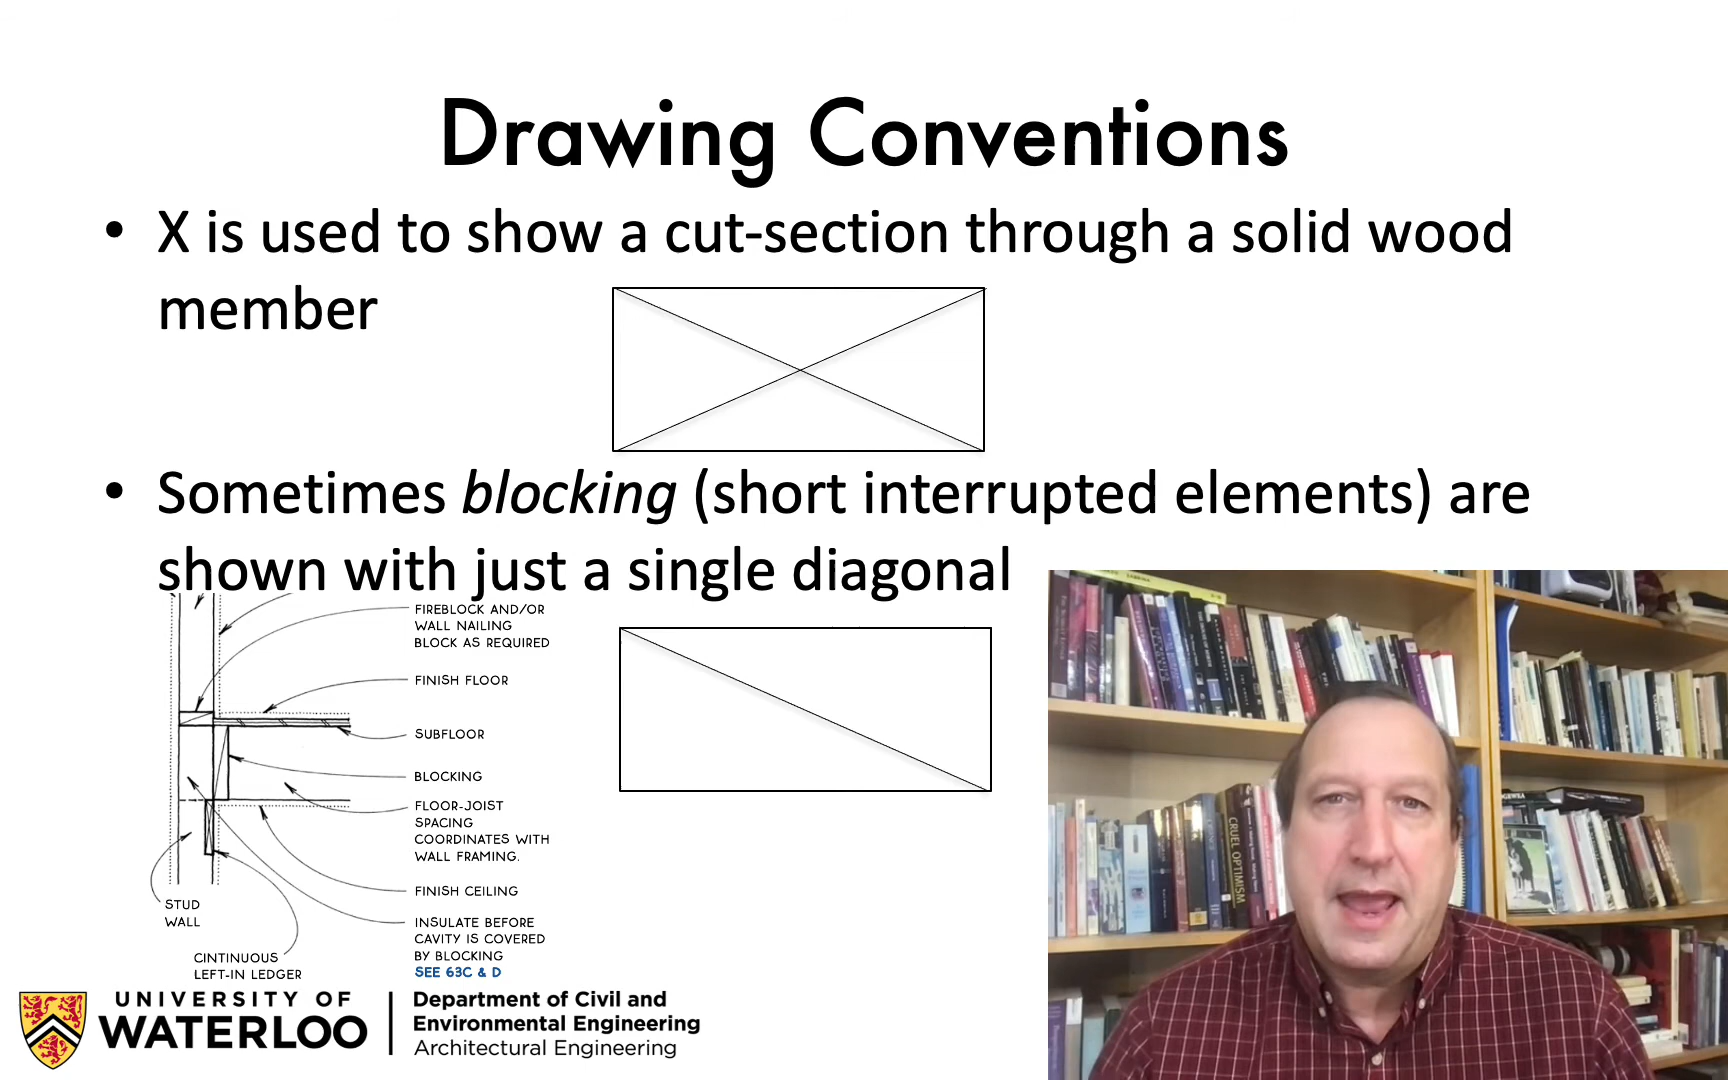 Drawing Conventions
• X is used to show a cut-section through a solid wood
member
• Sometimes blocking (short interrupted elements) are
shown with just a single diagonal
FIREBLOCK AND/OR
WALL NAILING
BLOCK AS REQUIRED
FINISH FLOOR
SUBFLOOR
BLOCKING
FLOOR-JOIST
SPACING
COORDINATES WITH
WALL FRAMING.
FINISH CEILING
INSULATE BEFORE
CAVITY IS COVERED
BY BLOCKING
SEE 63C & D
STUD
WALL
CINTINUOUS
LEFT-IN LEDGER
UNIVERSITY OF
WATERLOO
Department of Civil and
Environmental Engineering
Architectural Engineering
CRUEL OPTIMISM